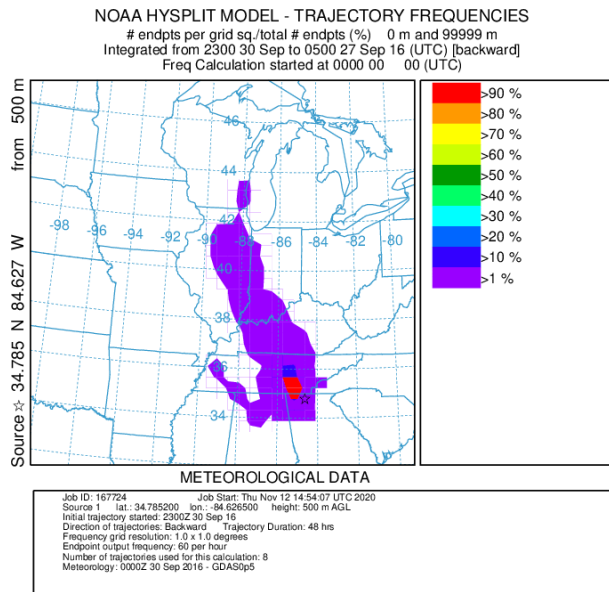 NOAA HYSPLIT MODEL - TRAJECTORY FREQUENCIES
# endpts per grid sq./total # endpts (%) 0 m and 99999 m
Integrated from 2300 30 Sep to 0500 27 Sep 16 (UTC) [backward]
Freq Calculation started at 0000 00 00 (UTC)
Source ☆ 34.785 N 84.627 W from 500 m
46
44
-98
-96
-94
-92
-90
42
-88
-86
-84
-82
-80
40
38
36
34
>90 %
>80 %
>70 %
>60 %
>50 %
>40 %
>30 %
>20 %
>10 %
>1 %
METEOROLOGICAL DATA
Job ID: 167724 Job Start: Thu Nov 12 14:54:07 UTC 2020
Source 1 lat.: 34.785200 lon.: -84.626500 height: 500 m AGL
Initial trajectory started: 2300Z 30 Sep 16
Direction of trajectories: Backward Trajectory Duration: 48 hrs
Frequency grid resolution: 1.0 x 1.0 degrees
Endpoint output frequency: 60 per hour
Number of trajectories used for this calculation: 8
Meteorology: 0000Z 30 Sep 2016 - GDAS0p5